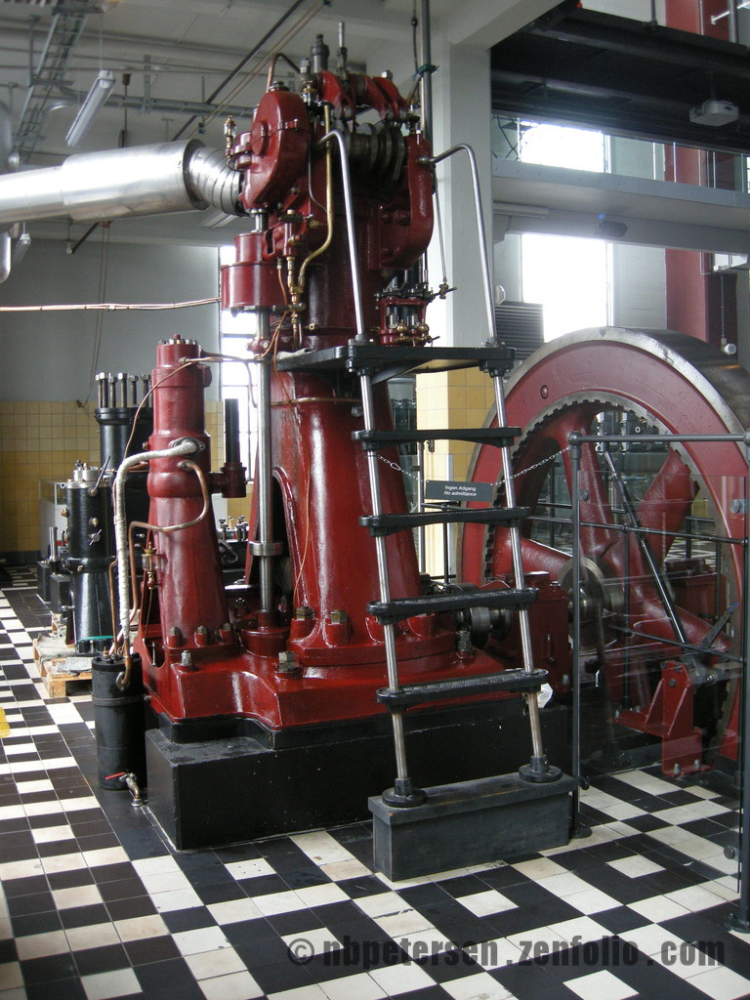 Ingen Adgang
No admittance
© nbpetersen.zenfolio.com